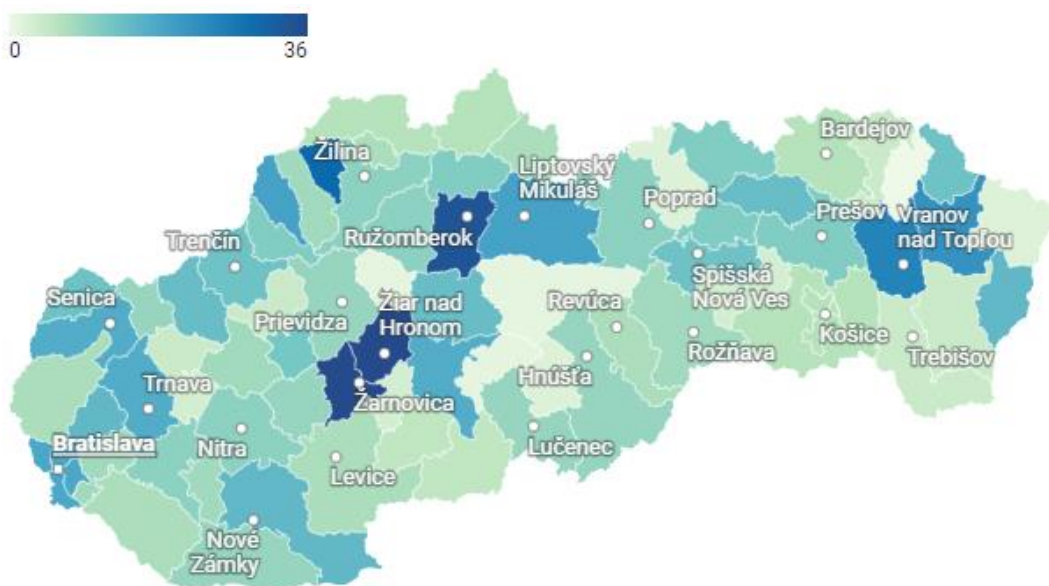 0 36
Bardejov
Žilina
Liptovský
Mikuláš
Poprad
Prešov
Vranov
nad Topľou
Ružomberok
Trenčín
Spišská
Nová Ves
Senica
Prievidza
Žiar nad
Hronom
Revúca
Košice
Rožňava
Trebišov
Trnava
Hnúšťa
Žarnovica
Bratislava
Nitra
Lučenec
Levice
Nové
Zámky